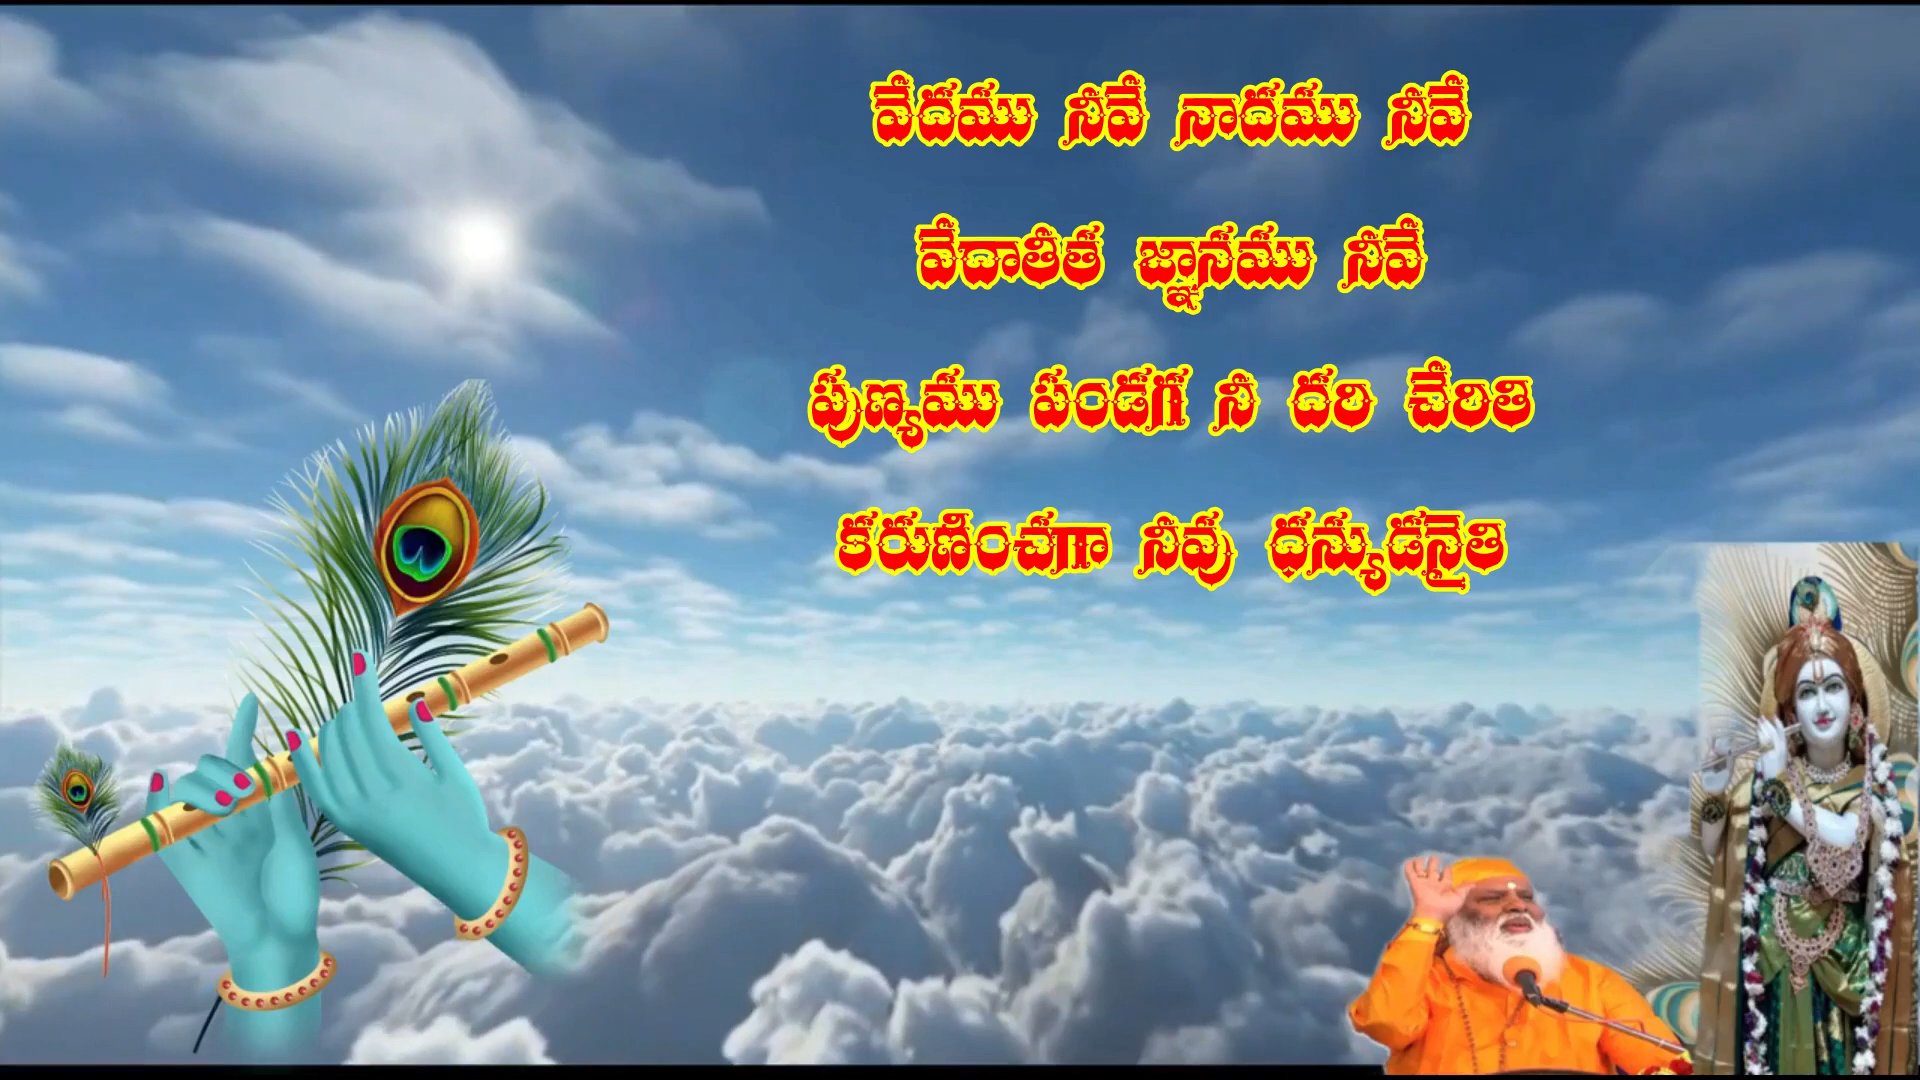 వేదము నీవే నాదము నీవే
వేదాతీత జ్ఞానము నీవే
పుణ్యము పండగ నీ దరి చేరితి
కరుణించగా నీవు ధన్యుడనైతి